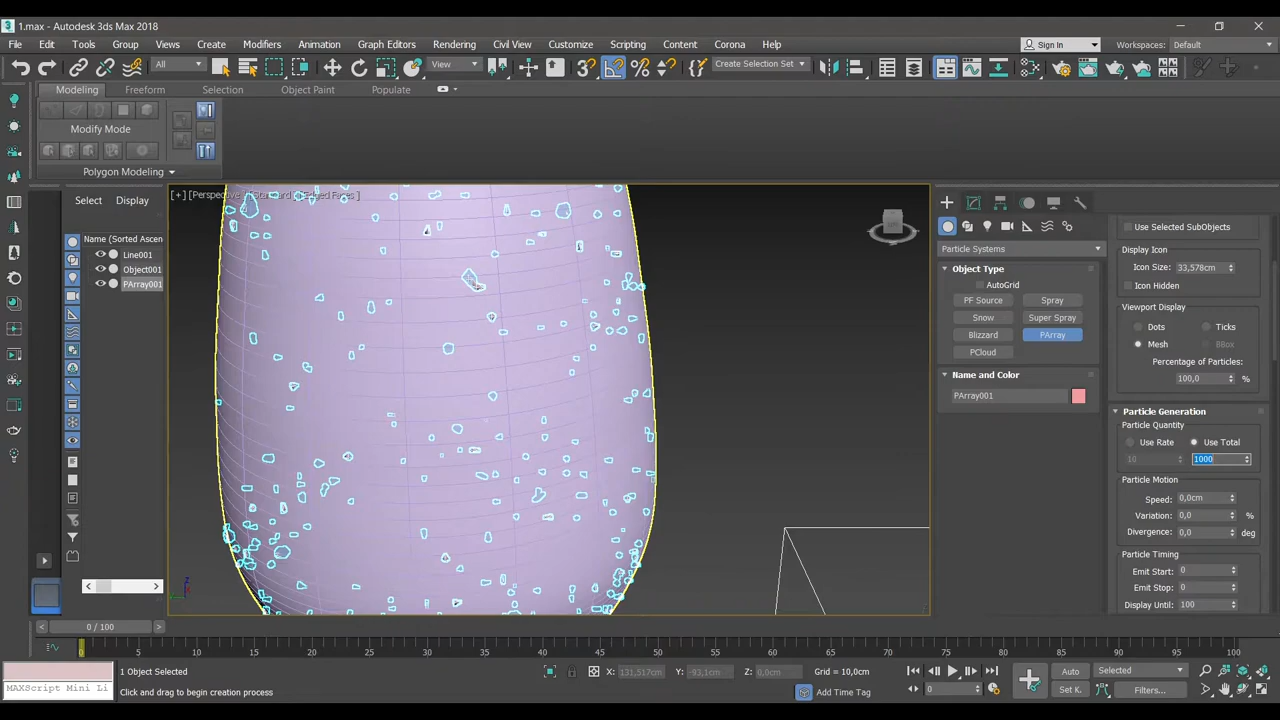 1.max - Autodesk 3ds Max 2018
File Edit Tools Group Views Create Modifiers Animation Graph Editors Rendering Civil View Customize Scripting Content Corona Help Sign In Workspaces: Default
All View Create Selection Set
Modeling Freeform Selection Object Paint Populate
Modify Mode
Polygon Modeling
Select Display
Name (Sorted Ascen
Line001
Object001
PArray001
[+] [Perspective] [Standard] [Edged Faces]
Particle Systems
Object Type
AutoGrid
PF Source Spray
Snow Super Spray
Blizzard PArray
PCloud
Name and Color
PArray001
Use Selected SubObjects
Display Icon
Icon Size: 33,578cm
Icon Hidden
Viewport Display
Dots Ticks
Mesh BBox
Percentage of Particles:
100,0 %
Particle Generation
Particle Quantity
Use Rate Use Total
10 1000
Particle Motion
Speed: 0,0cm
Variation: 0,0 %
Divergence: 0,0 deg
Particle Timing
Emit Start: 0
Emit Stop: 0
Display Until: 100
< 0 / 100 >
0 5 10 15 20 25 30 35 40 45 50 55 60 65 70 75 80 85 90 95 100
1 Object Selected X: 131,517cm Y: -93,1cm Z: 0,0cm Grid = 10,0cm Auto Selected
MAXScript Mini Li Click and drag to begin creation process Add Time Tag 0 Set K. Filters...